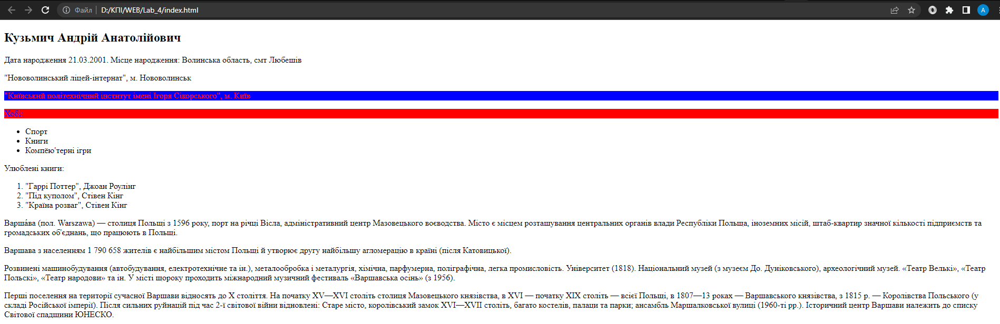 Файл | D:/КПІ/WEB/Lab_4/index.html
A
Кузьмич Андрій Анатолійович
Дата народження 21.03.2001. Місце народження: Волинська область, смт Любешів
"Нововолинський ліцей-інтернат", м. Нововолинськ
"Київський політехнічний інститут імені Ігоря Сікорського", м. Київ
Хобі:
• Спорт
• Книги
• Компёю'терні ігри
Улюблені книги:
1. "Гаррі Поттер", Джоан Роулінг
2. "Під куполом", Стівен Кінг
3. "Країна розваг", Стівен Кінг
Варша́ва (пол. Warszawa) — столиця Польщі з 1596 року, порт на річці Вісла, адміністративний центр Мазовецького воєводства. Місто є місцем розташування центральних органів влади Республіки Польща, іноземних місій, штаб-квартир значної кількості підприємств та
громадських об'єднань, що працюють в Польщі.
Варшава з населенням 1 790 658 жителів є найбільшим містом Польщі й утворює другу найбільшу агломерацію в країні (після Катовицької).
Розвинені машинобудування (автобудування, електротехнічне та ін.), металообробка і металургія, хімічна, парфумерна, поліграфічна, легка промисловість. Університет (1818). Національний музей (з музеєм До. Дуніковського), археологічний музей. «Театр Велькі», «Театр
Польскі», «Театр народови» та ін. У місті щороку проходить міжнародний музичний фестиваль «Варшавська осінь» (з 1956).
Перші поселення на території сучасної Варшави відносять до X століття. На початку XV—XVI століть столиця Мазовецького князівства, в XVI — початку XIX століть — всієї Польщі, в 1807—13 роках — Варшавського князівства, з 1815 р. — Королівства Польського (у
складі Російської імперії). Після сильних руйнацій під час 2-ї світової війни відновлені: Старе місто, королівський замок XVI—XVII століть, багато костелів, палаци та парки; ансамбль Маршалковської вулиці (1960-ті рр.). Історичний центр Варшави належить до списку
Світової спадщини ЮНЕСКО.